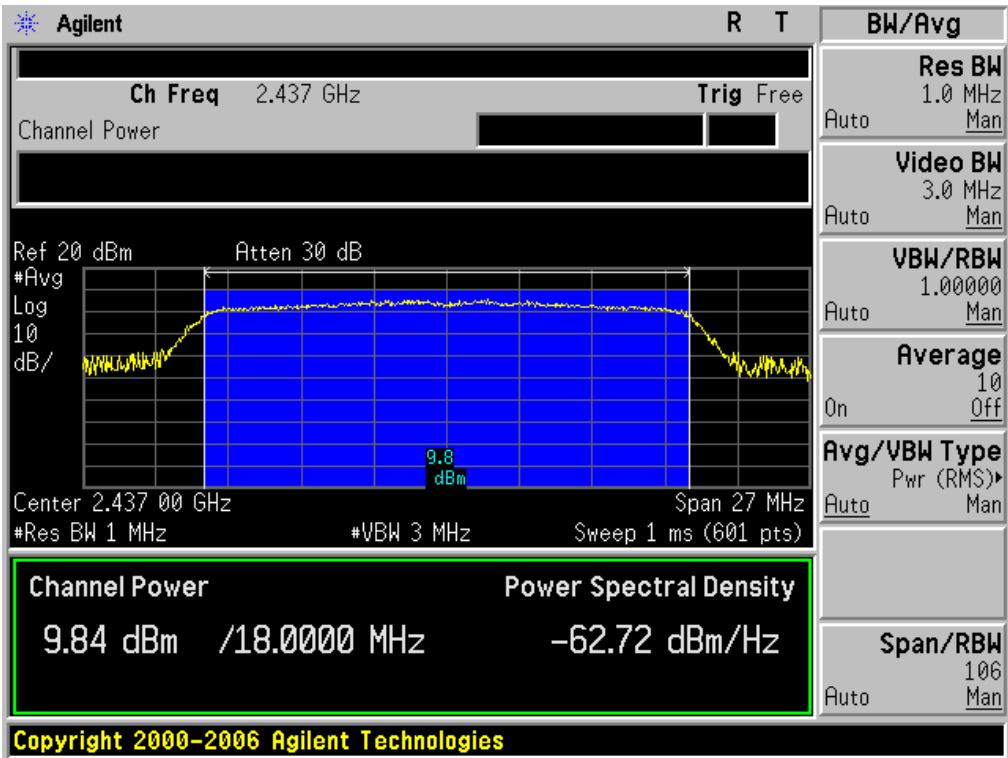 Agilent R T
Ch Freq 2.437 GHz Trig Free
Channel Power
Ref 20 dBm Atten 30 dB
#Avg
Log
10
dB/
9.8
dBm
Center 2.437 00 GHz Span 27 MHz
#Res BW 1 MHz #VBW 3 MHz Sweep 1 ms (601 pts)
Channel Power Power Spectral Density
9.84 dBm /18.0000 MHz -62.72 dBm/Hz
Copyright 2000-2006 Agilent Technologies
BW/Avg
Res BW
1.0 MHz
Auto Man
Video BW
3.0 MHz
Auto Man
VBW/RBW
1.00000
Auto Man
Average
10
On Off
Avg/VBW Type
Pwr (RMS)▸
Auto Man
Span/RBW
106
Auto Man